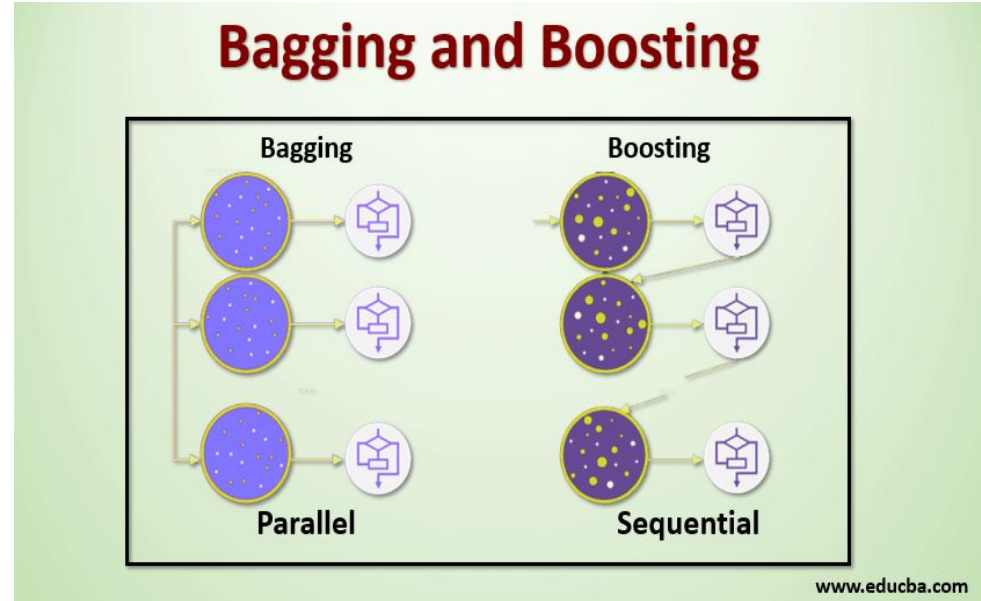 Bagging and Boosting
Bagging
Boosting
Parallel
Sequential
www.educba.com